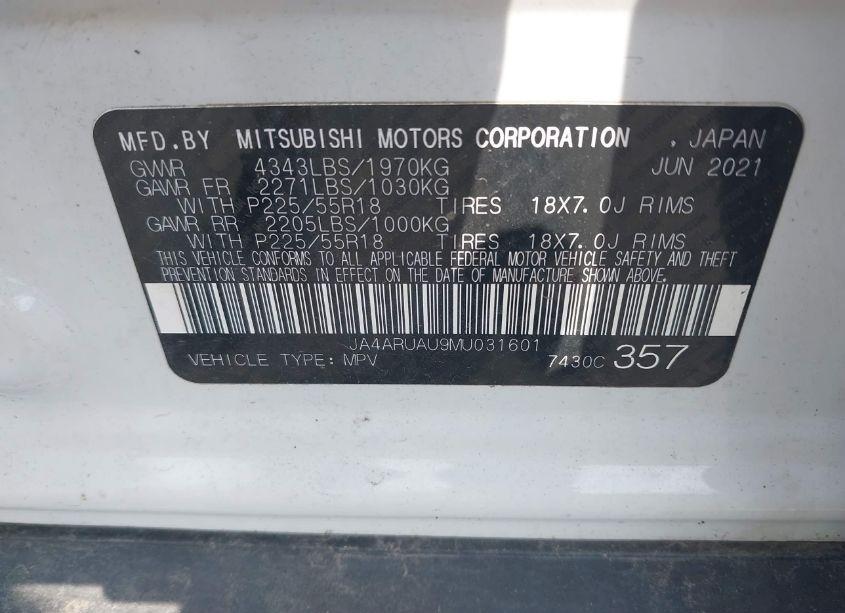 MFD.BY MITSUBISHI MOTORS CORPORATION , JAPAN
GVWR 4343LBS/1970KG JUN 2021
GAWR FR 2271LBS/1030KG
WITH P225/55R18 TIRES 18X7.0J RIMS
GAWR RR 2205LBS/1000KG
WITH P225/55R18 TIRES 18X7.0J RIMS
THIS VEHICLE CONFORMS TO ALL APPLICABLE FEDERAL MOTOR VEHICLE SAFETY AND THEFT
PREVENTION STANDARDS IN EFFECT ON THE DATE OF MANUFACTURE SHOWN ABOVE.
JA4ARUAU9MU031601
VEHICLE TYPE: MPV 7430C 357